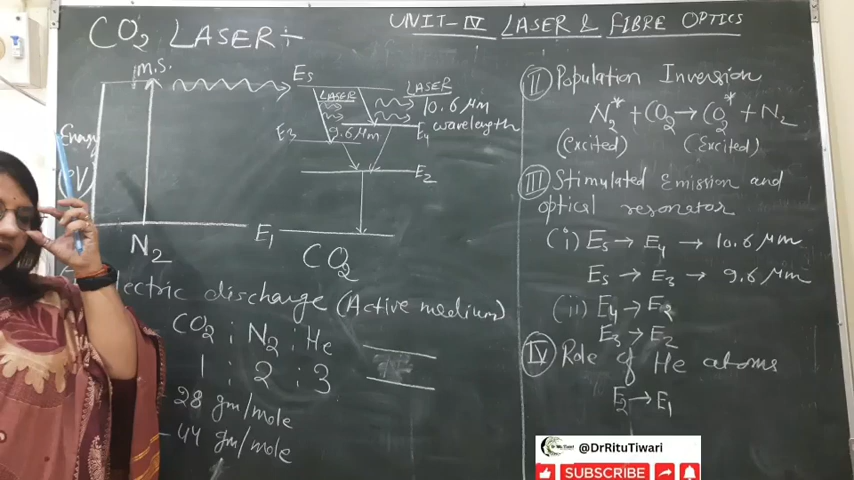 UNIT-IV LASER & FIBRE OPTICS
CO2 LASER:-
m.s.
E5
LASER
LASER
10.6 μm
wavelength
E3
9.6 μm
E4
Energy
(eV)
E2
E1
N2
CO2
lectric discharge (Active medium)
CO2 : N2 : He
1 : 2 : 3
- 28 gm/mole
- 44 gm/mole
II Population Inversion
N2* + CO2 → CO2* + N2
(excited) (Excited)
III Stimulated Emission and
optical resonator
(i) E5 → E4 → 10.6 μm
E5 → E3 → 9.6 μm
(ii) E4 → E2
E3 → E2
IV Role of He atoms
E2 → E1
@DrRituTiwari
SUBSCRIBE